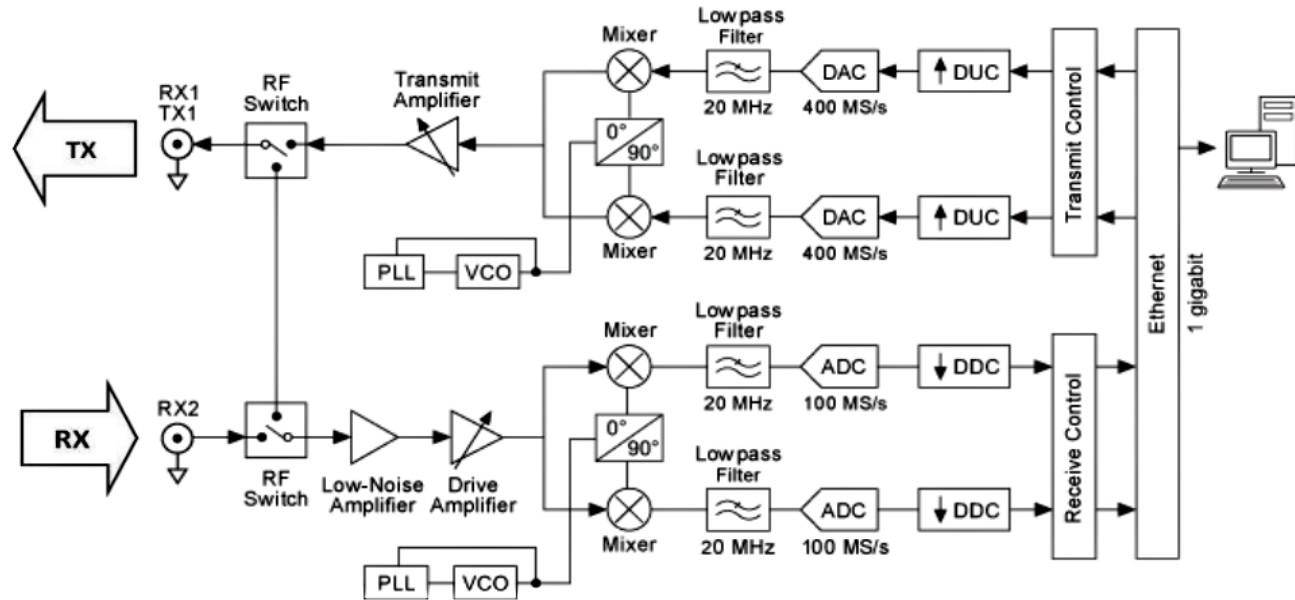 Lowpass
Filter
Mixer
DAC
↑ DUC
20 MHz
400 MS/s
Transmit
Amplifier
RF
Switch
RX1
TX1
TX
0°
90°
Lowpass
Filter
DAC
↑ DUC
Mixer
20 MHz
400 MS/s
PLL
VCO
Transmit Control
Ethernet
1 gigabit
Lowpass
Filter
Mixer
ADC
↓ DDC
20 MHz
100 MS/s
RX2
RX
RF
Switch
Low-Noise
Amplifier
Drive
Amplifier
0°
90°
Lowpass
Filter
ADC
↓ DDC
Mixer
20 MHz
100 MS/s
PLL
VCO
Receive Control